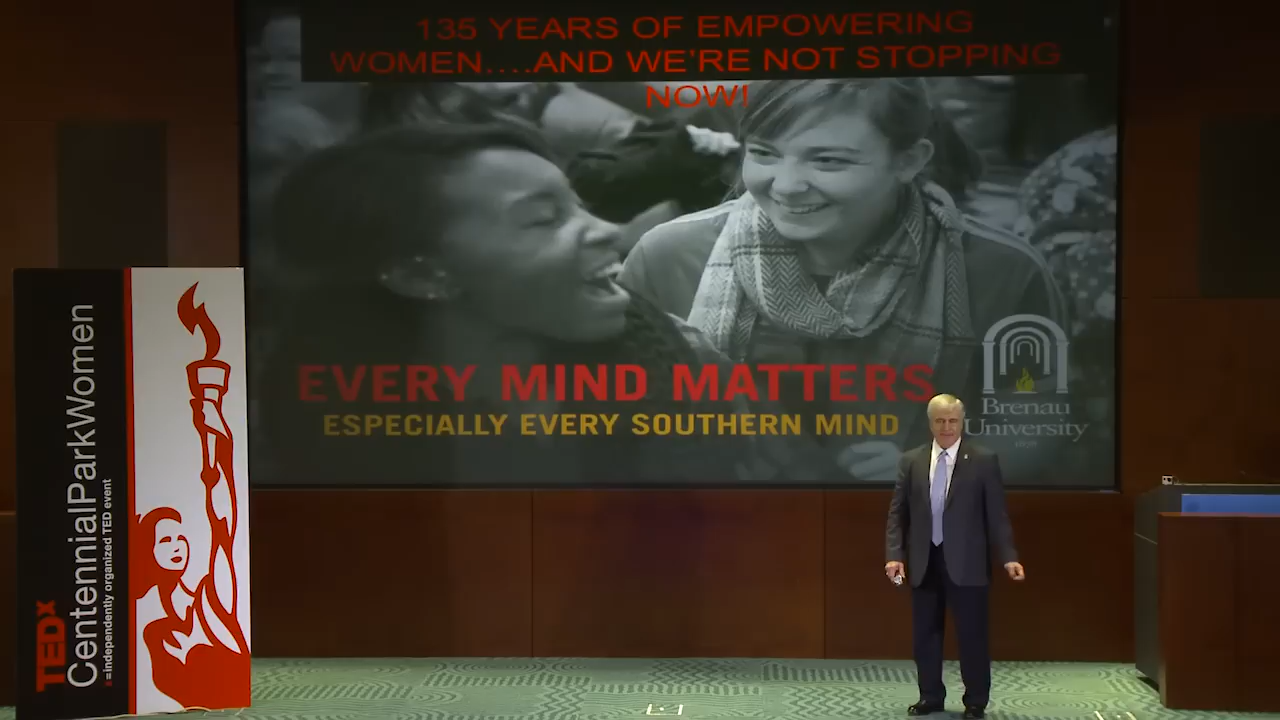 135 YEARS OF EMPOWERING
WOMEN....AND WE'RE NOT STOPPING
NOW!
EVERY MIND MATTERS
ESPECIALLY EVERY SOUTHERN MIND
Brenau
University
TEDx
CentennialParkWomen
x=independently organized TED event